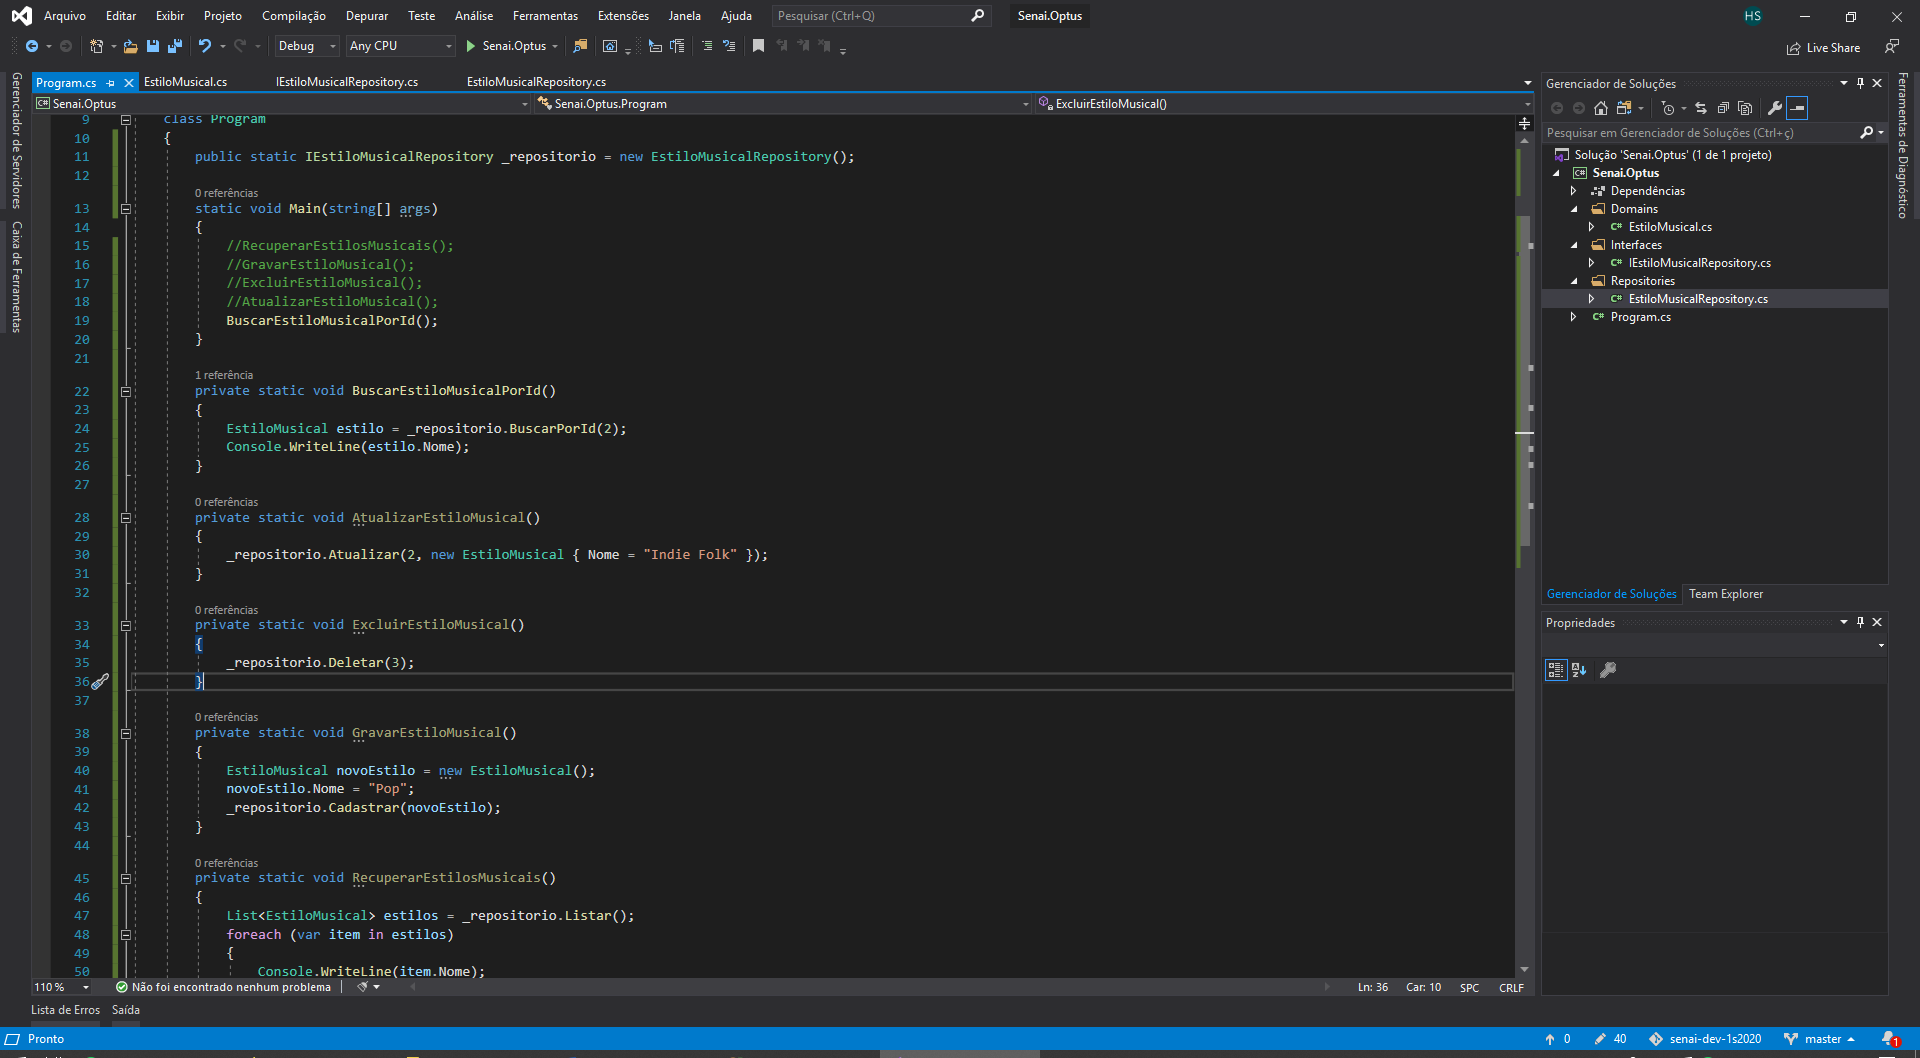 Arquivo Editar Exibir Projeto Compilação Depurar Teste Análise Ferramentas Extensões Janela Ajuda Pesquisar (Ctrl+Q) Senai.Optus HS
Debug Any CPU Senai.Optus Live Share
Gerenciador de Servidores
Caixa de Ferramentas
Program.cs EstiloMusical.cs IEstiloMusicalRepository.cs EstiloMusicalRepository.cs
C# Senai.Optus Senai.Optus.Program ExcluirEstiloMusical()
9 class Program
10 {
11 public static IEstiloMusicalRepository _repositorio = new EstiloMusicalRepository();
12
0 referências
13 static void Main(string[] args)
14 {
15 //RecuperarEstilosMusicais();
16 //GravarEstiloMusical();
17 //ExcluirEstiloMusical();
18 //AtualizarEstiloMusical();
19 BuscarEstiloMusicalPorId();
20 }
21
1 referência
22 private static void BuscarEstiloMusicalPorId()
23 {
24 EstiloMusical estilo = _repositorio.BuscarPorId(2);
25 Console.WriteLine(estilo.Nome);
26 }
27
0 referências
28 private static void AtualizarEstiloMusical()
29 {
30 _repositorio.Atualizar(2, new EstiloMusical { Nome = "Indie Folk" });
31 }
32
0 referências
33 private static void ExcluirEstiloMusical()
34 {
35 _repositorio.Deletar(3);
36 }
37
0 referências
38 private static void GravarEstiloMusical()
39 {
40 EstiloMusical novoEstilo = new EstiloMusical();
41 novoEstilo.Nome = "Pop";
42 _repositorio.Cadastrar(novoEstilo);
43 }
44
0 referências
45 private static void RecuperarEstilosMusicais()
46 {
47 List<EstiloMusical> estilos = _repositorio.Listar();
48 foreach (var item in estilos)
49 {
50 Console.WriteLine(item.Nome);
110 % Não foi encontrado nenhum problema Ln: 36 Car: 10 SPC CRLF
Lista de Erros Saída
Gerenciador de Soluções
Pesquisar em Gerenciador de Soluções (Ctrl+ç)
Solução 'Senai.Optus' (1 de 1 projeto)
C# Senai.Optus
Dependências
Domains
C# EstiloMusical.cs
Interfaces
C# IEstiloMusicalRepository.cs
Repositories
C# EstiloMusicalRepository.cs
C# Program.cs
Gerenciador de Soluções Team Explorer
Propriedades
Ferramentas de Diagnóstico
Pronto 0 40 senai-dev-1s2020 master 1